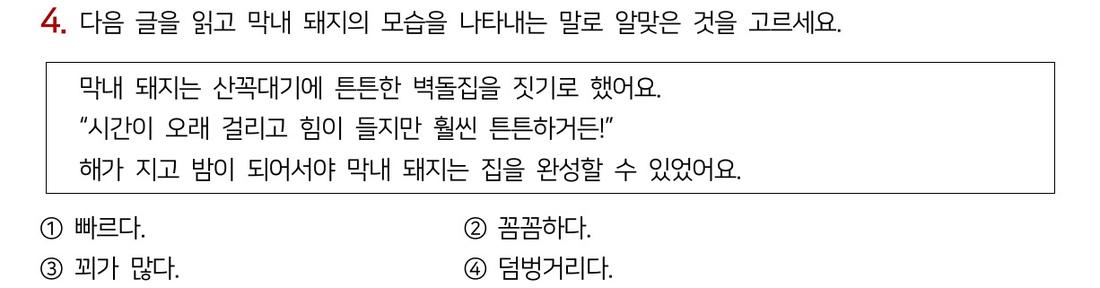 4. 다음 글을 읽고 막내 돼지의 모습을 나타내는 말로 알맞은 것을 고르세요.
막내 돼지는 산꼭대기에 튼튼한 벽돌집을 짓기로 했어요.
“시간이 오래 걸리고 힘이 들지만 훨씬 튼튼하거든!”
해가 지고 밤이 되어서야 막내 돼지는 집을 완성할 수 있었어요.
① 빠르다. ② 꼼꼼하다.
③ 꾀가 많다. ④ 덤벙거리다.